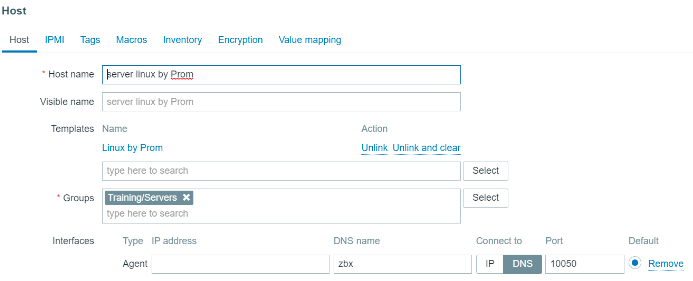 Host
Host IPMI Tags Macros Inventory Encryption Value mapping
* Host name server linux by Prom
Visible name server linux by Prom
Templates Name Action
Linux by Prom Unlink Unlink and clear
type here to search Select
* Groups Training/Servers ✖ Select
type here to search
Interfaces Type IP address DNS name Connect to Port Default
Agent zbx IP DNS 10050 Remove